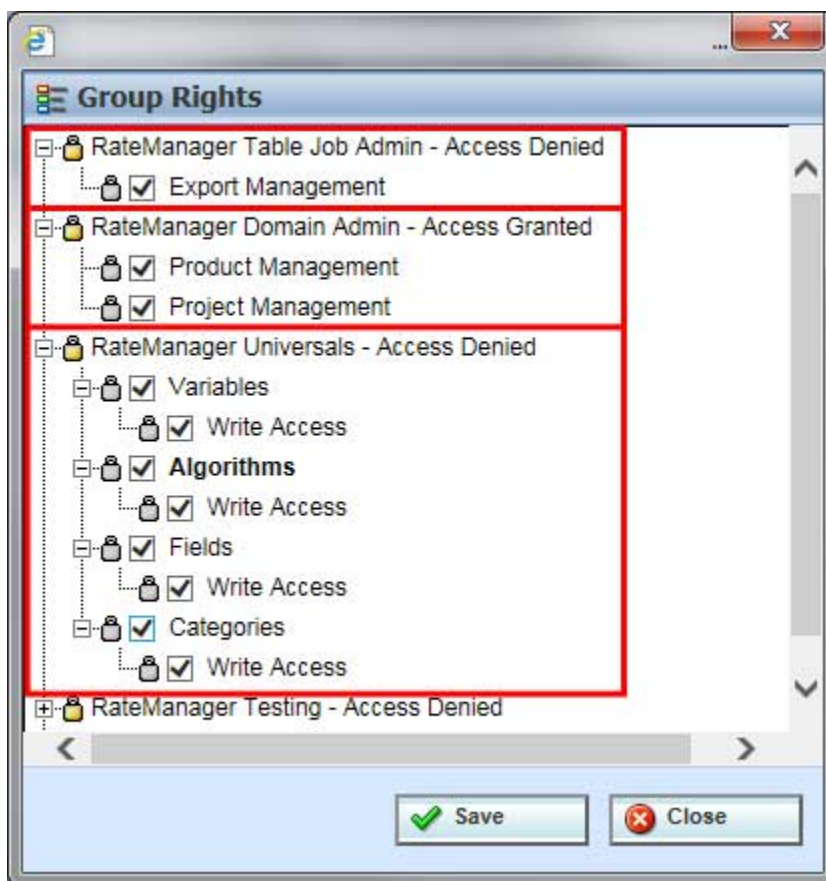 ...
Group Rights
RateManager Table Job Admin - Access Denied
Export Management
RateManager Domain Admin - Access Granted
Product Management
Project Management
RateManager Universals - Access Denied
Variables
Write Access
Algorithms
Write Access
Fields
Write Access
Categories
Write Access
RateManager Testing - Access Denied
Save Close